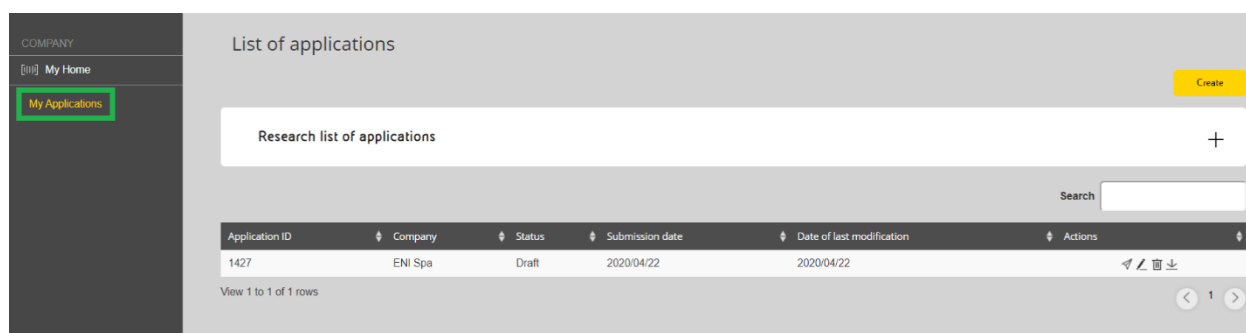 COMPANY
My Home
My Applications
List of applications
Create
Research list of applications
Search
Application ID Company Status Submission date Date of last modification Actions
1427 ENI Spa Draft 2020/04/22 2020/04/22
View 1 to 1 of 1 rows
1